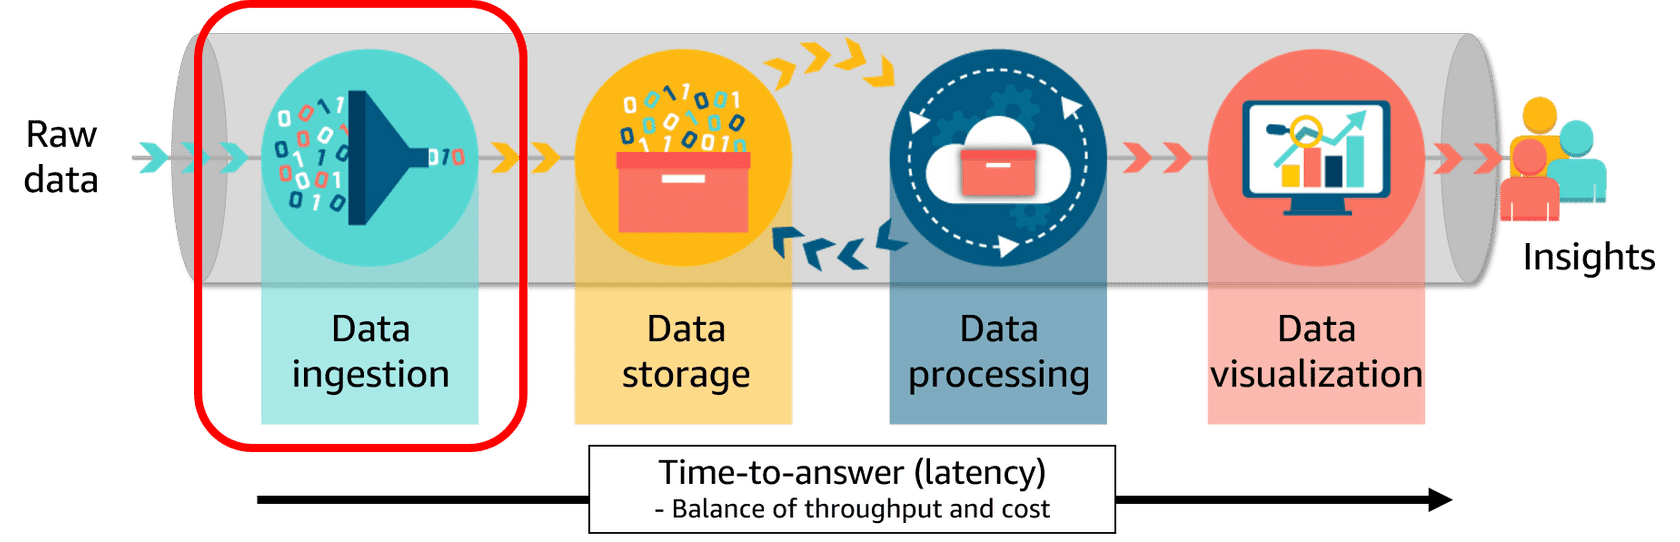 Raw
data
Data
ingestion
Data
storage
Data
processing
Data
visualization
Insights
Time-to-answer (latency)
- Balance of throughput and cost